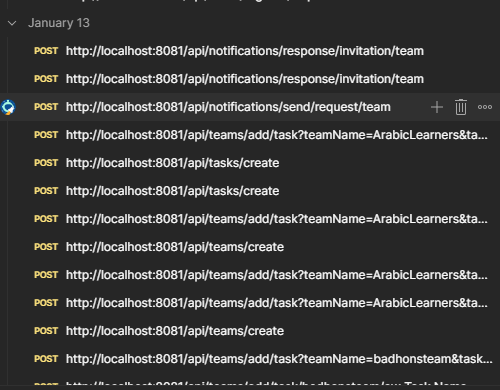 January 13
POST http://localhost:8081/api/notifications/response/invitation/team
POST http://localhost:8081/api/notifications/response/invitation/team
POST http://localhost:8081/api/notifications/send/request/team
POST http://localhost:8081/api/teams/add/task?teamName=ArabicLearners&ta...
POST http://localhost:8081/api/tasks/create
POST http://localhost:8081/api/tasks/create
POST http://localhost:8081/api/teams/add/task?teamName=ArabicLearners&ta...
POST http://localhost:8081/api/teams/create
POST http://localhost:8081/api/teams/add/task?teamName=ArabicLearners&ta...
POST http://localhost:8081/api/teams/add/task?teamName=ArabicLearners&ta...
POST http://localhost:8081/api/teams/create
POST http://localhost:8081/api/teams/add/task?teamName=badhonsteam&task...